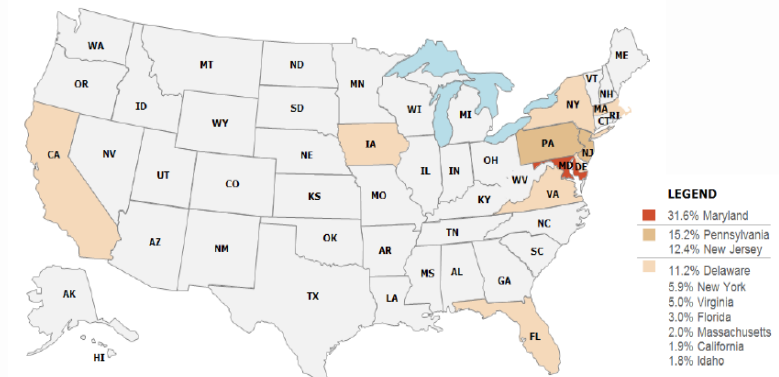 WA
MT
ND
MN
ME
VT
NH
OR
ID
SD
WI
MI
NY
MA
RI
CT
WY
IA
PA
NJ
CA
NV
NE
IL
IN
OH
MD
DE
UT
CO
WV
VA
KS
MO
KY
AZ
NM
OK
AR
TN
NC
SC
MS
AL
GA
TX
LA
FL
AK
HI
LEGEND
31.6% Maryland
15.2% Pennsylvania
12.4% New Jersey
11.2% Delaware
5.9% New York
5.0% Virginia
3.0% Florida
2.0% Massachusetts
1.9% California
1.8% Idaho